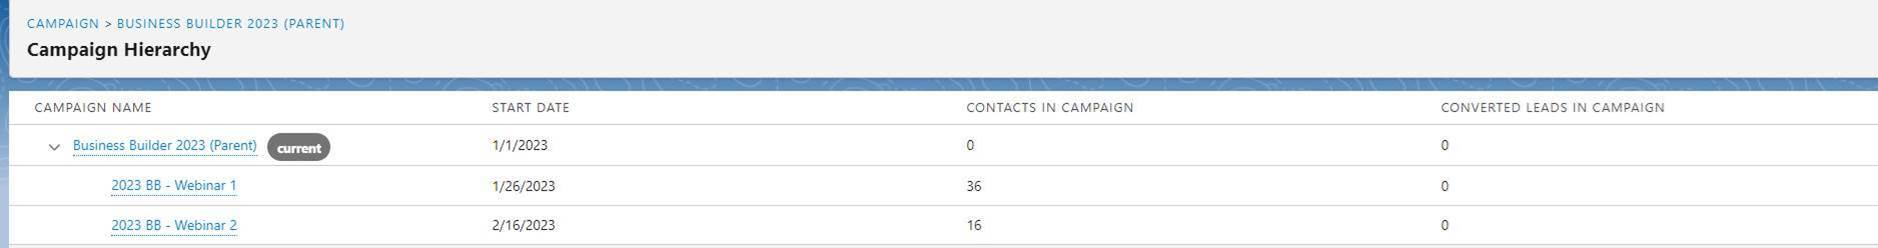 CAMPAIGN > BUSINESS BUILDER 2023 (PARENT)
Campaign Hierarchy
CAMPAIGN NAME START DATE CONTACTS IN CAMPAIGN CONVERTED LEADS IN CAMPAIGN
Business Builder 2023 (Parent) current 1/1/2023 0 0
2023 BB - Webinar 1 1/26/2023 36 0
2023 BB - Webinar 2 2/16/2023 16 0